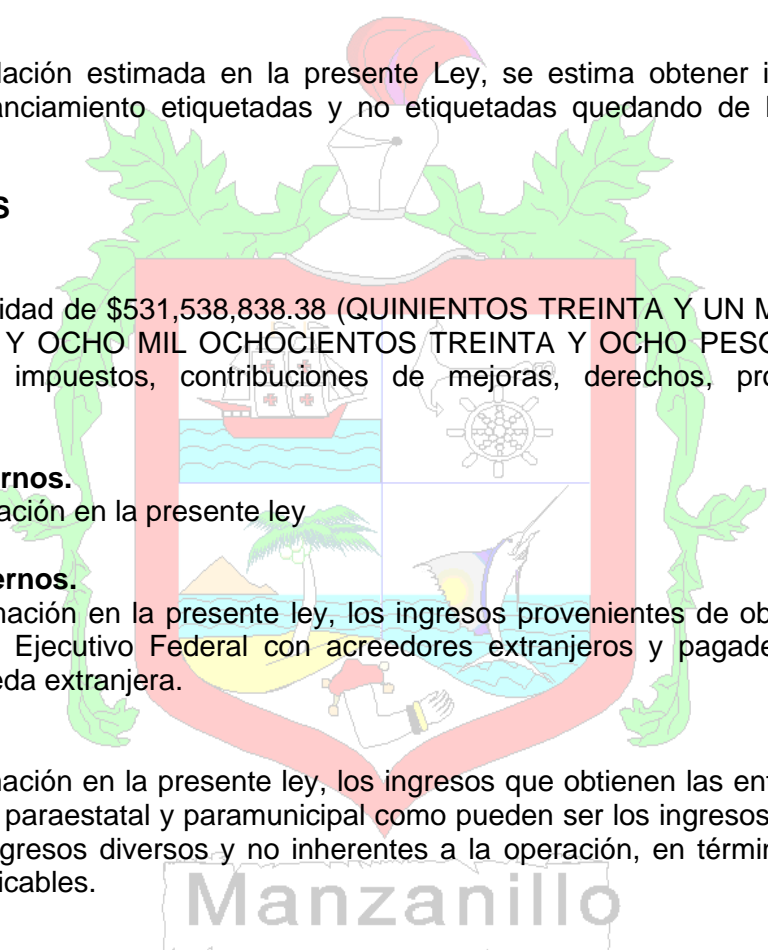 lación estimada en la presente Ley, se estima obtener i
anciamiento etiquetadas y no etiquetadas quedando de l
S
idad de $531,538,838.38 (QUINIENTOS TREINTA Y UN M
Y OCHO MIL OCHOCIENTOS TREINTA Y OCHO PESO
impuestos, contribuciones de mejoras, derechos, pro
rnos.
ación en la presente ley
ernos.
nación en la presente ley, los ingresos provenientes de ob
Ejecutivo Federal con acreedores extranjeros y pagade
eda extranjera.
nación en la presente ley, los ingresos que obtienen las ent
paraestatal y paramunicipal como pueden ser los ingresos
gresos diversos y no inherentes a la operación, en términ
icables.
Manzanillo